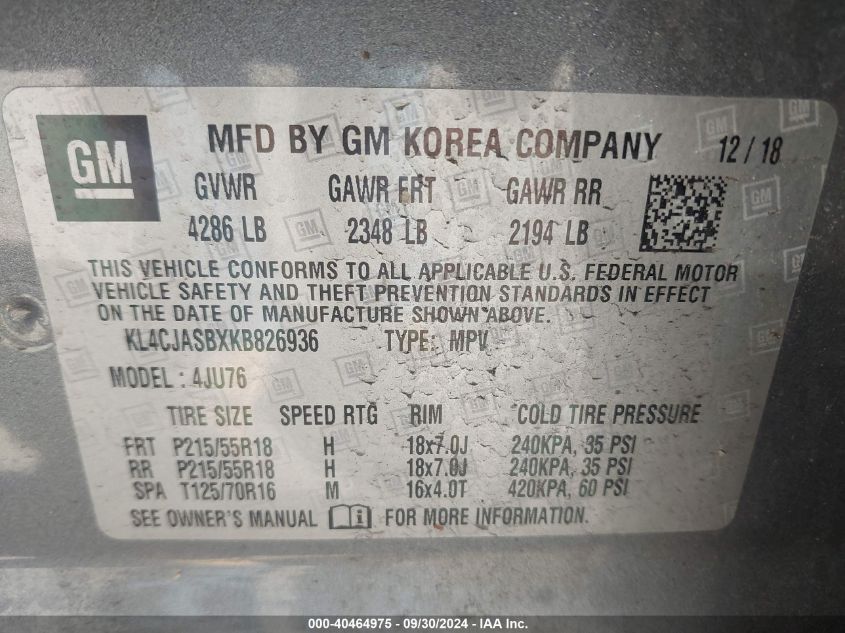 GM MFD BY GM KOREA COMPANY 12/18
GVWR GAWR FRT GAWR RR
4286 LB 2348 LB 2194 LB
THIS VEHICLE CONFORMS TO ALL APPLICABLE U.S. FEDERAL MOTOR
VEHICLE SAFETY AND THEFT PREVENTION STANDARDS IN EFFECT
ON THE DATE OF MANUFACTURE SHOWN ABOVE.
KL4CJASBXKB826936 TYPE: MPV
MODEL : 4JU76
TIRE SIZE SPEED RTG RIM COLD TIRE PRESSURE
FRT P215/55R18 H 18x7.0J 240KPA, 35 PSI
RR P215/55R18 H 18x7.0J 240KPA, 35 PSI
SPA T125/70R16 M 16x4.0T 420KPA, 60 PSI
SEE OWNER'S MANUAL i FOR MORE INFORMATION.
000-40464975 - 09/30/2024 - IAA Inc.